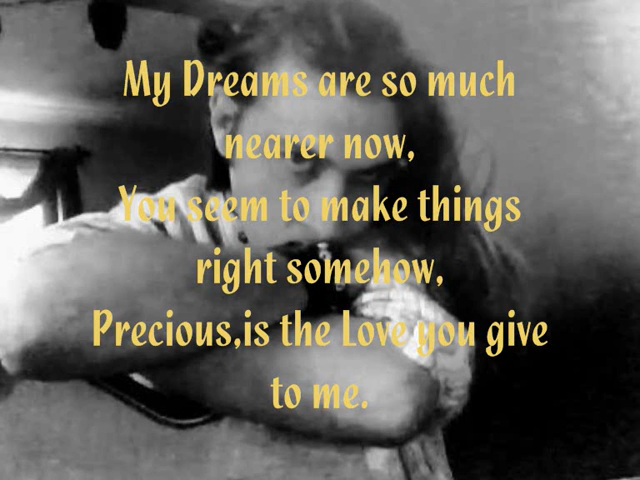 My Dreams are so much
nearer now,
You seem to make things
right somehow,
Precious,is the Love you give
to me.